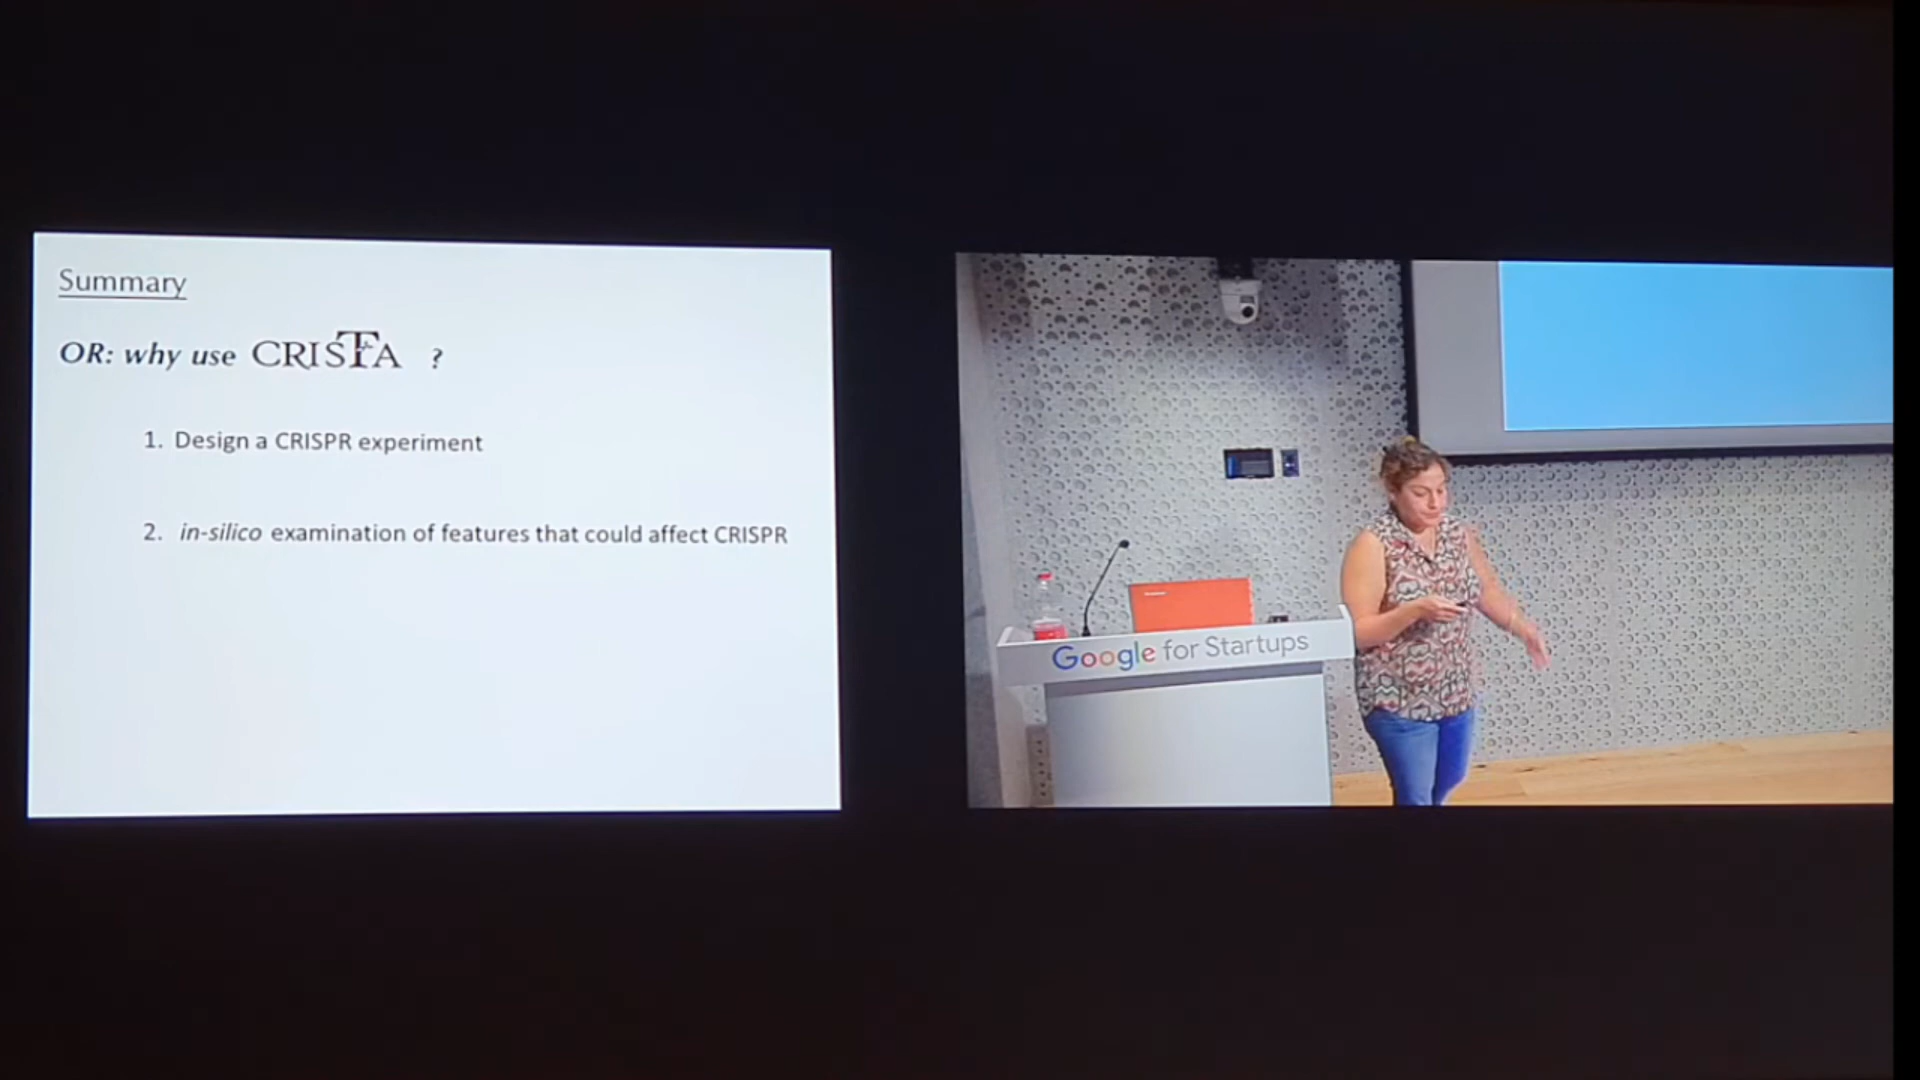 Summary
OR: why use CRISTA ?
1. Design a CRISPR experiment
2. in-silico examination of features that could affect CRISPR
Google for Startups